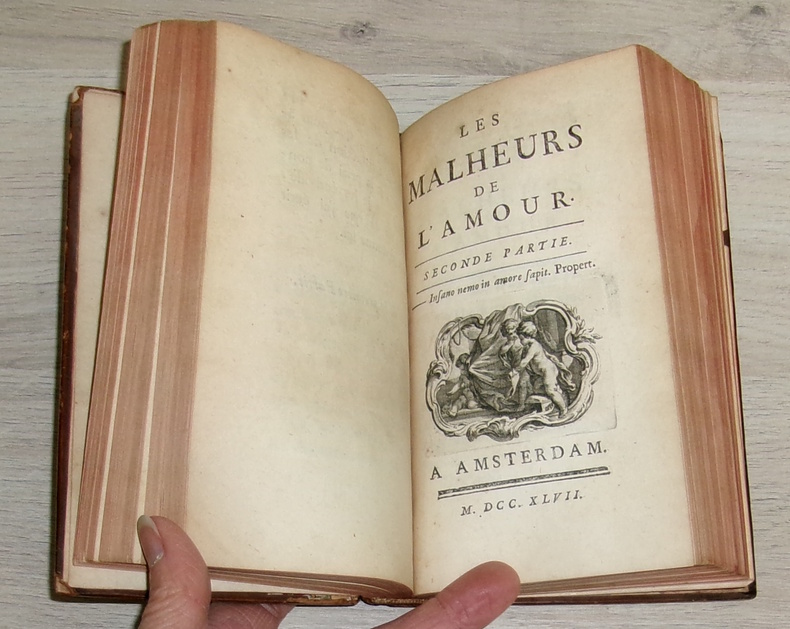 LES
MALHEURS
DE
L'AMOUR.
SECONDE PARTIE.
Insano nemo in amore sapit. Propert.
A AMSTERDAM.
M. DCC. XLVII.